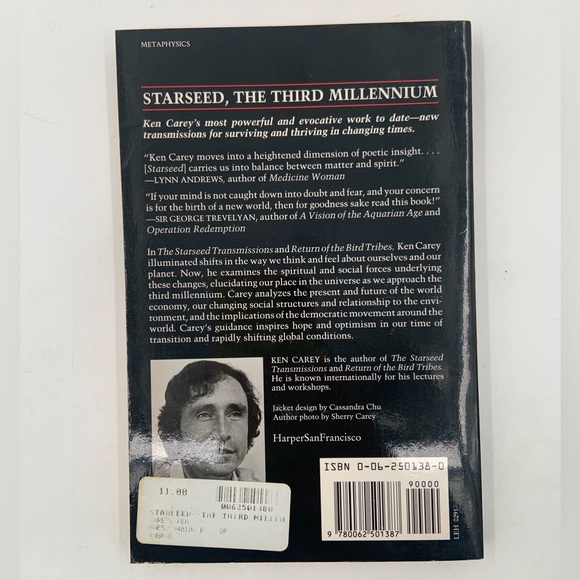 METAPHYSICS
STARSEED, THE THIRD MILLENNIUM
Ken Carey's most powerful and evocative work to date—new
transmissions for surviving and thriving in changing times.
"Ken Carey moves into a heightened dimension of poetic insight. . . .
[Starseed] carries us into balance between matter and spirit."
—LYNN ANDREWS, author of Medicine Woman
"If your mind is not caught down into doubt and fear, and your concern
is for the birth of a new world, then for goodness sake read this book!"
—SIR GEORGE TREVELYAN, author of A Vision of the Aquarian Age and
Operation Redemption
In The Starseed Transmissions and Return of the Bird Tribes, Ken Carey
illuminated shifts in the way we think and feel about ourselves and our
planet. Now, he examines the spiritual and social forces underlying
these changes, elucidating our place in the universe as we approach the
third millennium. Carey analyzes the present and future of the world
economy, our changing social structures and relationship to the envi-
ronment, and the implications of the democratic movement around the
world. Carey's guidance inspires hope and optimism in our time of
transition and rapidly shifting global conditions.
KEN CAREY is the author of The Starseed
Transmissions and Return of the Bird Tribes.
He is known internationally for his lectures
and workshops.
Jacket design by Cassandra Chu
Author photo by Sherry Carey
HarperSanFrancisco
ISBN 0-06-250138-0
90000
9 780062 501387
11.00
0062501380
STARSEED--THE THIRD MILLEN